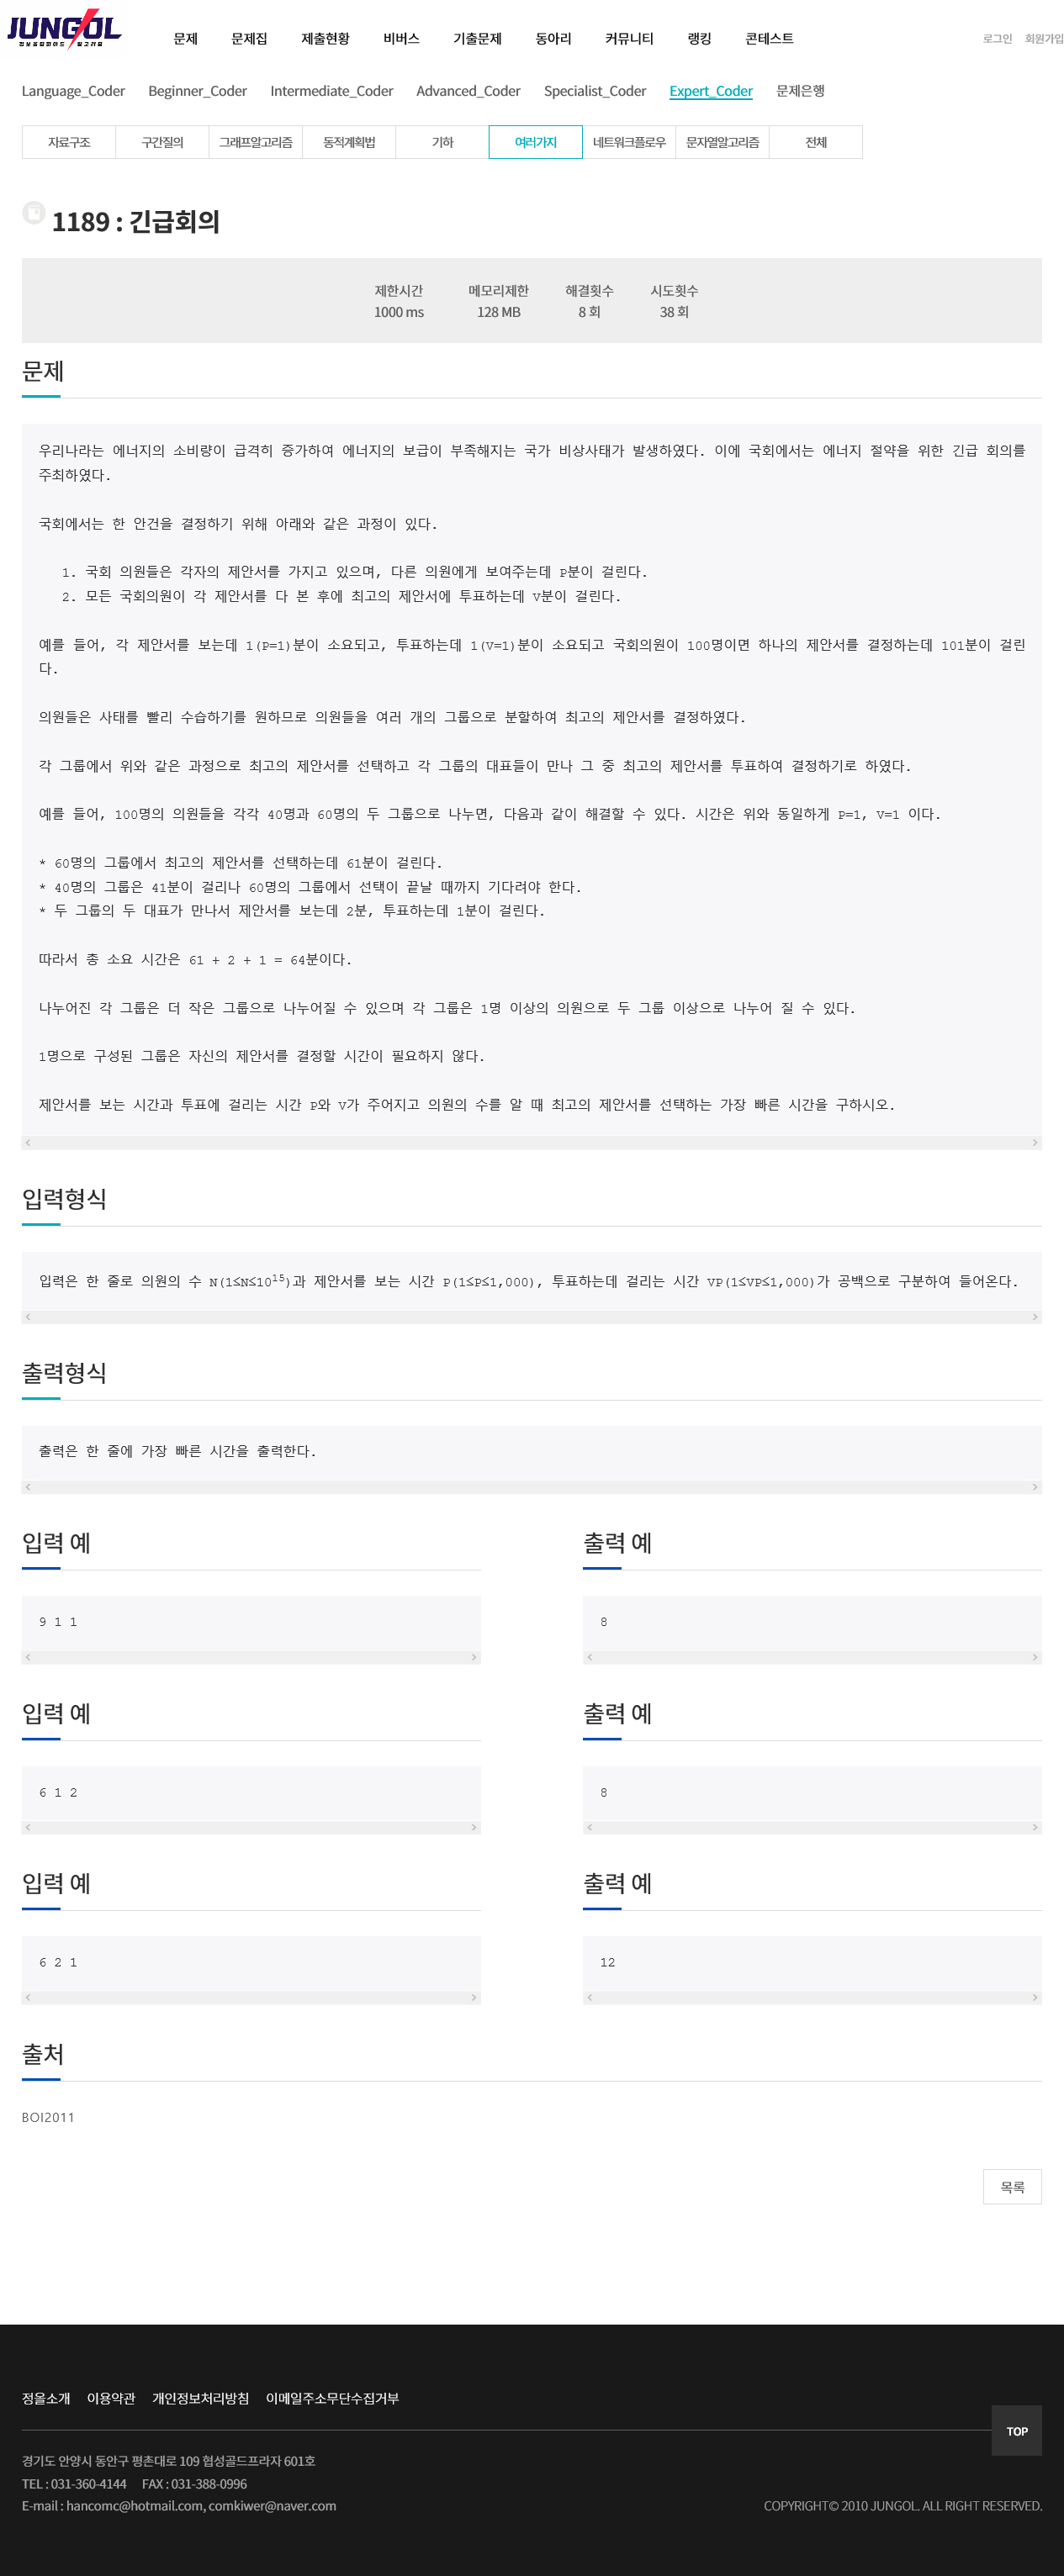 JUNGOL
정보올림피아드 & 알고리즘
문제 문제집 제출현황 비버스 기출문제 동아리 커뮤니티 랭킹 콘테스트 로그인 회원가입
Language_Coder Beginner_Coder Intermediate_Coder Advanced_Coder Specialist_Coder Expert_Coder 문제은행
자료구조 구간질의 그래프알고리즘 동적계획법 기하 여러가지 네트워크플로우 문자열알고리즘 전체
1189 : 긴급회의
제한시간 메모리제한 해결횟수 시도횟수
1000 ms 128 MB 8 회 38 회
문제
우리나라는 에너지의 소비량이 급격히 증가하여 에너지의 보급이 부족해지는 국가 비상사태가 발생하였다. 이에 국회에서는 에너지 절약을 위한 긴급 회의를
주최하였다.
국회에서는 한 안건을 결정하기 위해 아래와 같은 과정이 있다.
1. 국회 의원들은 각자의 제안서를 가지고 있으며, 다른 의원에게 보여주는데 P분이 걸린다.
2. 모든 국회의원이 각 제안서를 다 본 후에 최고의 제안서에 투표하는데 V분이 걸린다.
예를 들어, 각 제안서를 보는데 1(P=1)분이 소요되고, 투표하는데 1(V=1)분이 소요되고 국회의원이 100명이면 하나의 제안서를 결정하는데 101분이 걸린
다.
의원들은 사태를 빨리 수습하기를 원하므로 의원들을 여러 개의 그룹으로 분할하여 최고의 제안서를 결정하였다.
각 그룹에서 위와 같은 과정으로 최고의 제안서를 선택하고 각 그룹의 대표들이 만나 그 중 최고의 제안서를 투표하여 결정하기로 하였다.
예를 들어, 100명의 의원들을 각각 40명과 60명의 두 그룹으로 나누면, 다음과 같이 해결할 수 있다. 시간은 위와 동일하게 P=1, V=1 이다.
* 60명의 그룹에서 최고의 제안서를 선택하는데 61분이 걸린다.
* 40명의 그룹은 41분이 걸리나 60명의 그룹에서 선택이 끝날 때까지 기다려야 한다.
* 두 그룹의 두 대표가 만나서 제안서를 보는데 2분, 투표하는데 1분이 걸린다.
따라서 총 소요 시간은 61 + 2 + 1 = 64분이다.
나누어진 각 그룹은 더 작은 그룹으로 나누어질 수 있으며 각 그룹은 1명 이상의 의원으로 두 그룹 이상으로 나누어 질 수 있다.
1명으로 구성된 그룹은 자신의 제안서를 결정할 시간이 필요하지 않다.
제안서를 보는 시간과 투표에 걸리는 시간 P와 V가 주어지고 의원의 수를 알 때 최고의 제안서를 선택하는 가장 빠른 시간을 구하시오.
입력형식
입력은 한 줄로 의원의 수 N(1≤N≤10¹⁵)과 제안서를 보는 시간 P(1≤P≤1,000), 투표하는데 걸리는 시간 VP(1≤VP≤1,000)가 공백으로 구분하여 들어온다.
출력형식
출력은 한 줄에 가장 빠른 시간을 출력한다.
입력 예 출력 예
9 1 1 8
입력 예 출력 예
6 1 2 8
입력 예 출력 예
6 2 1 12
출처
BOI2011
목록
정올소개 이용약관 개인정보처리방침 이메일주소무단수집거부
TOP
경기도 안양시 동안구 평촌대로 109 협성골드프라자 601호
TEL : 031-360-4144 FAX : 031-388-0996
E-mail : hancomc@hotmail.com, comkiwer@naver.com COPYRIGHT© 2010 JUNGOL. ALL RIGHT RESERVED.